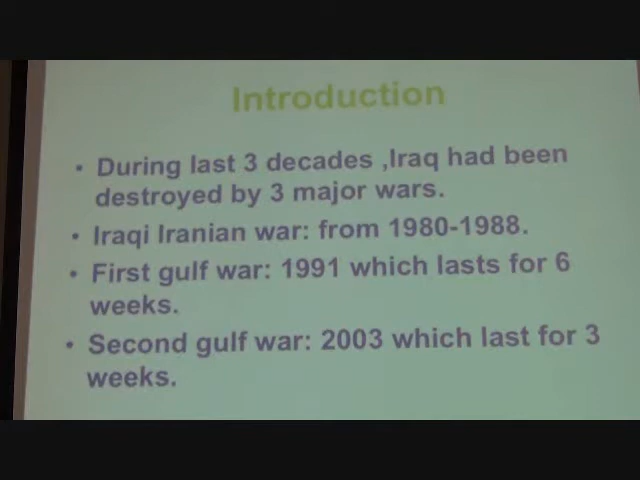 Introduction
• During last 3 decades ,Iraq had been
destroyed by 3 major wars.
• Iraqi Iranian war: from 1980-1988.
• First gulf war: 1991 which lasts for 6
weeks.
• Second gulf war: 2003 which last for 3
weeks.